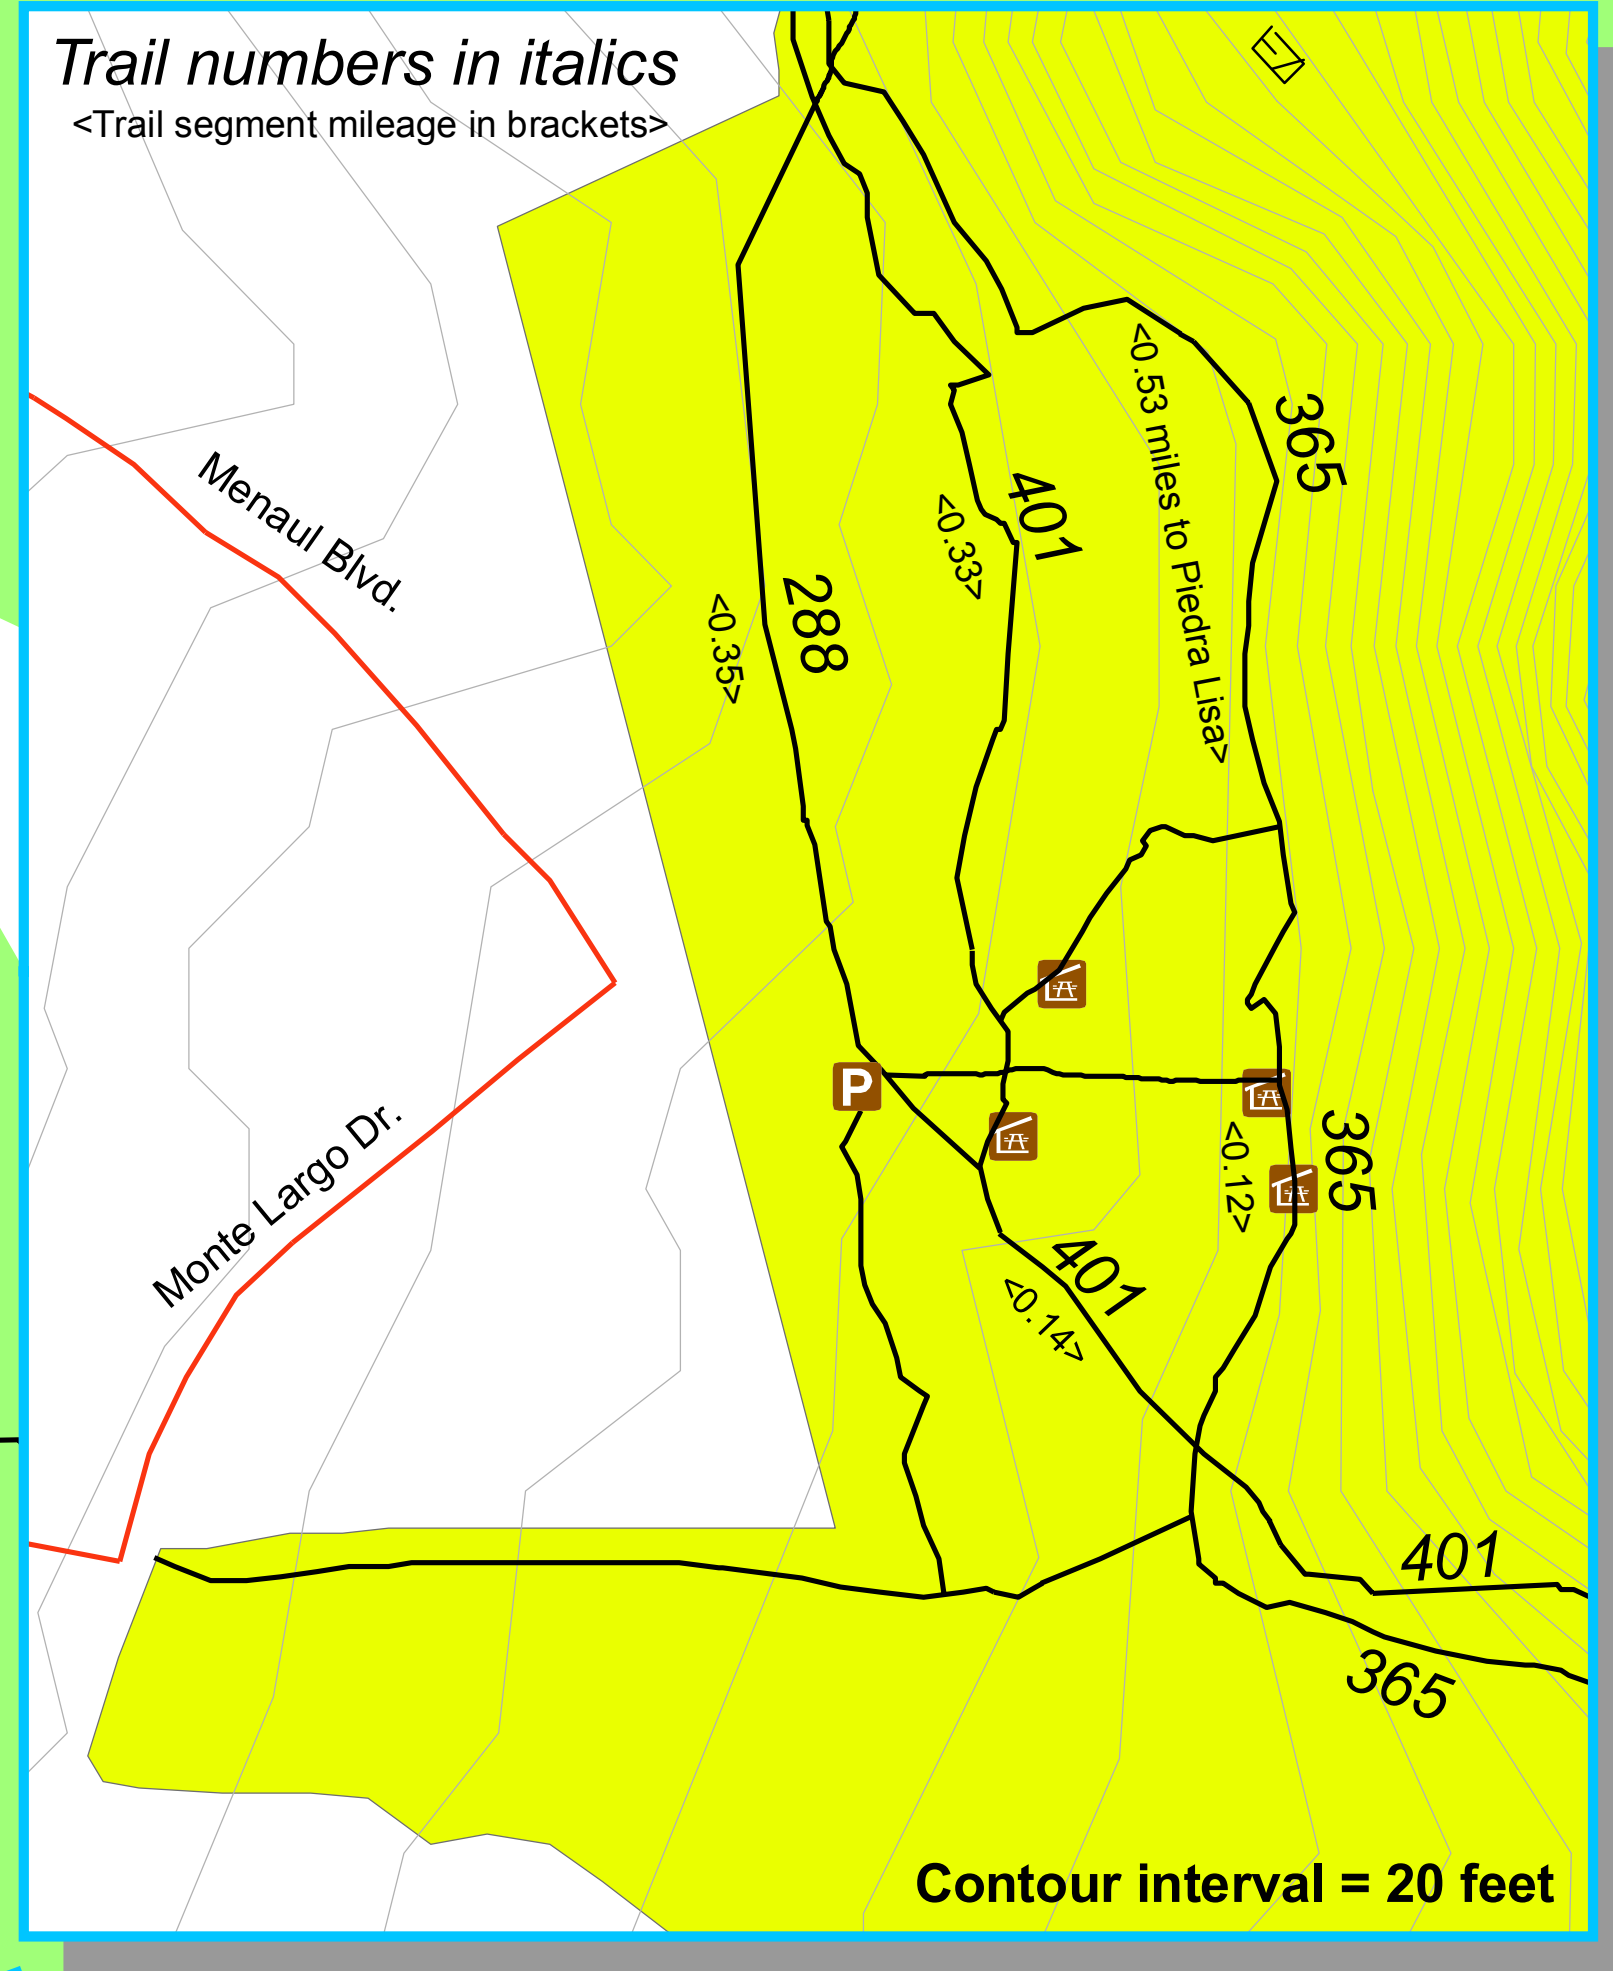 Trail numbers in italics
<Trail segment mileage in brackets>
Menaul Blvd.
Monte Largo Dr.
288
<0.35>
401
<0.33>
<0.53 miles to Piedra Lisa>
365
P
<0.12>
365
401
<0.14>
401
365
Contour interval = 20 feet